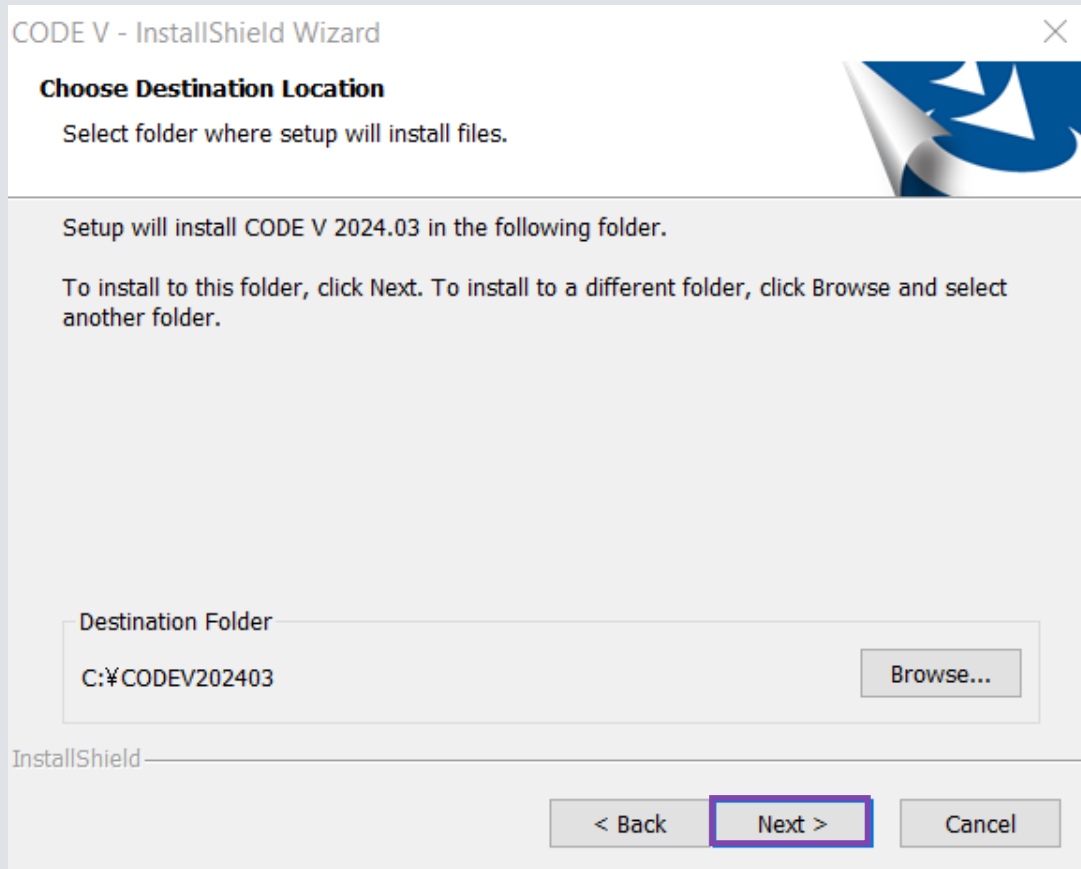 CODE V - InstallShield Wizard
Choose Destination Location
Select folder where setup will install files.
Setup will install CODE V 2024.03 in the following folder.
To install to this folder, click Next. To install to a different folder, click Browse and select
another folder.
Destination Folder
C:¥CODEV202403
Browse...
InstallShield
< Back
Next >
Cancel